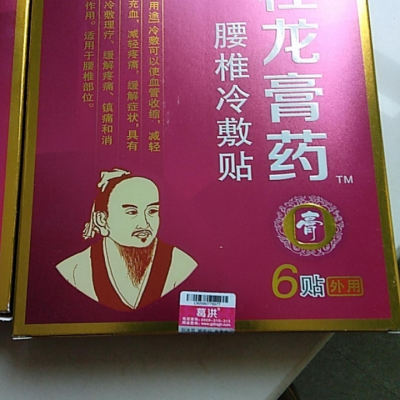 龙膏药
TM
腰椎冷敷贴
用途】冷敷可以使血管收缩，减轻
充血，减轻疼痛，缓解症状，具有
冷敷理疗，缓解疼痛、镇痛和消
作用。适用于腰椎部位。
膏
6贴 外用
葛洪